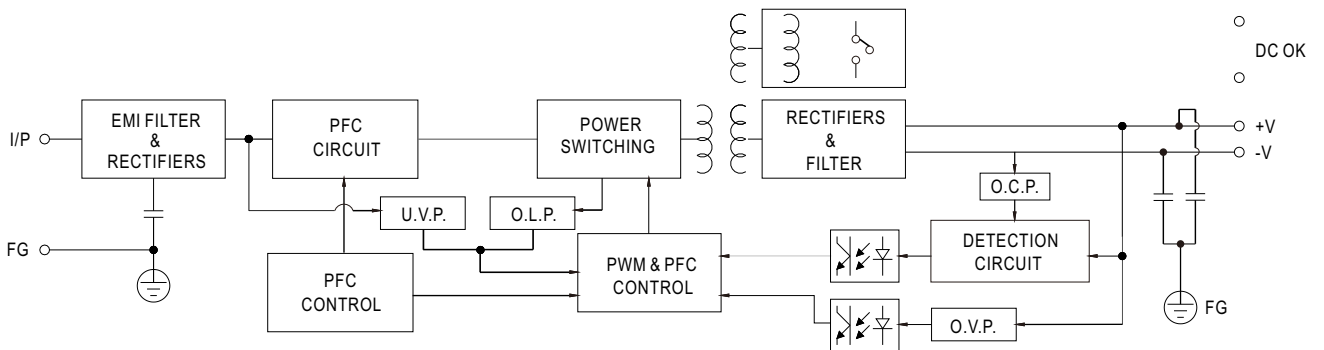 DC OK
I/P
EMI FILTER
&
RECTIFIERS
PFC
CIRCUIT
POWER
SWITCHING
RECTIFIERS
&
FILTER
+V
-V
U.V.P.
O.L.P.
O.C.P.
FG
PFC
CONTROL
PWM & PFC
CONTROL
DETECTION
CIRCUIT
O.V.P.
FG